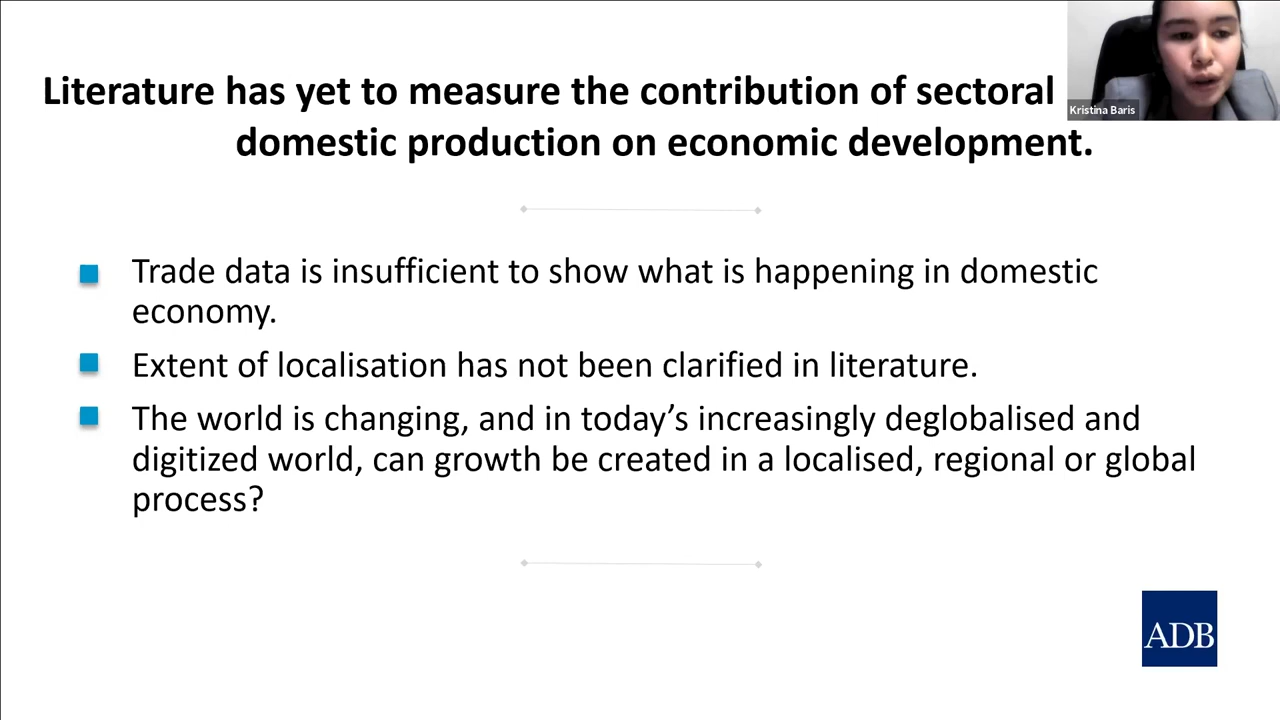 Literature has yet to measure the contribution of sectoral
domestic production on economic development.
Kristina Baris
Trade data is insufficient to show what is happening in domestic
economy.
Extent of localisation has not been clarified in literature.
The world is changing, and in today’s increasingly deglobalised and
digitized world, can growth be created in a localised, regional or global
process?
ADB